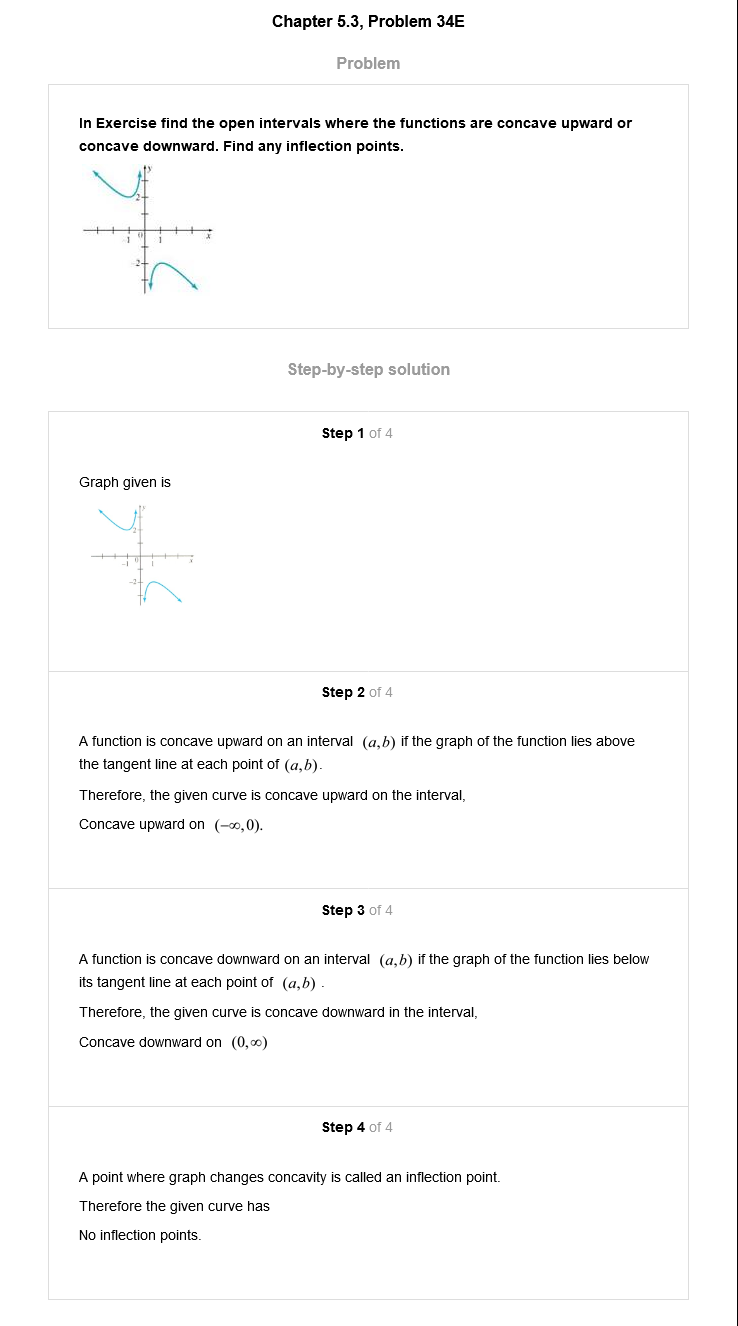 Chapter 5.3, Problem 34E
Problem
In Exercise find the open intervals where the functions are concave upward or
concave downward. Find any inflection points.
y
2
-1 0 1 x
-2
Step-by-step solution
Step 1 of 4
Graph given is
y
2
-1 0 1 x
-2
Step 2 of 4
A function is concave upward on an interval (a,b) if the graph of the function lies above
the tangent line at each point of (a,b).
Therefore, the given curve is concave upward on the interval,
Concave upward on (−∞,0).
Step 3 of 4
A function is concave downward on an interval (a,b) if the graph of the function lies below
its tangent line at each point of (a,b) .
Therefore, the given curve is concave downward in the interval,
Concave downward on (0,∞)
Step 4 of 4
A point where graph changes concavity is called an inflection point.
Therefore the given curve has
No inflection points.